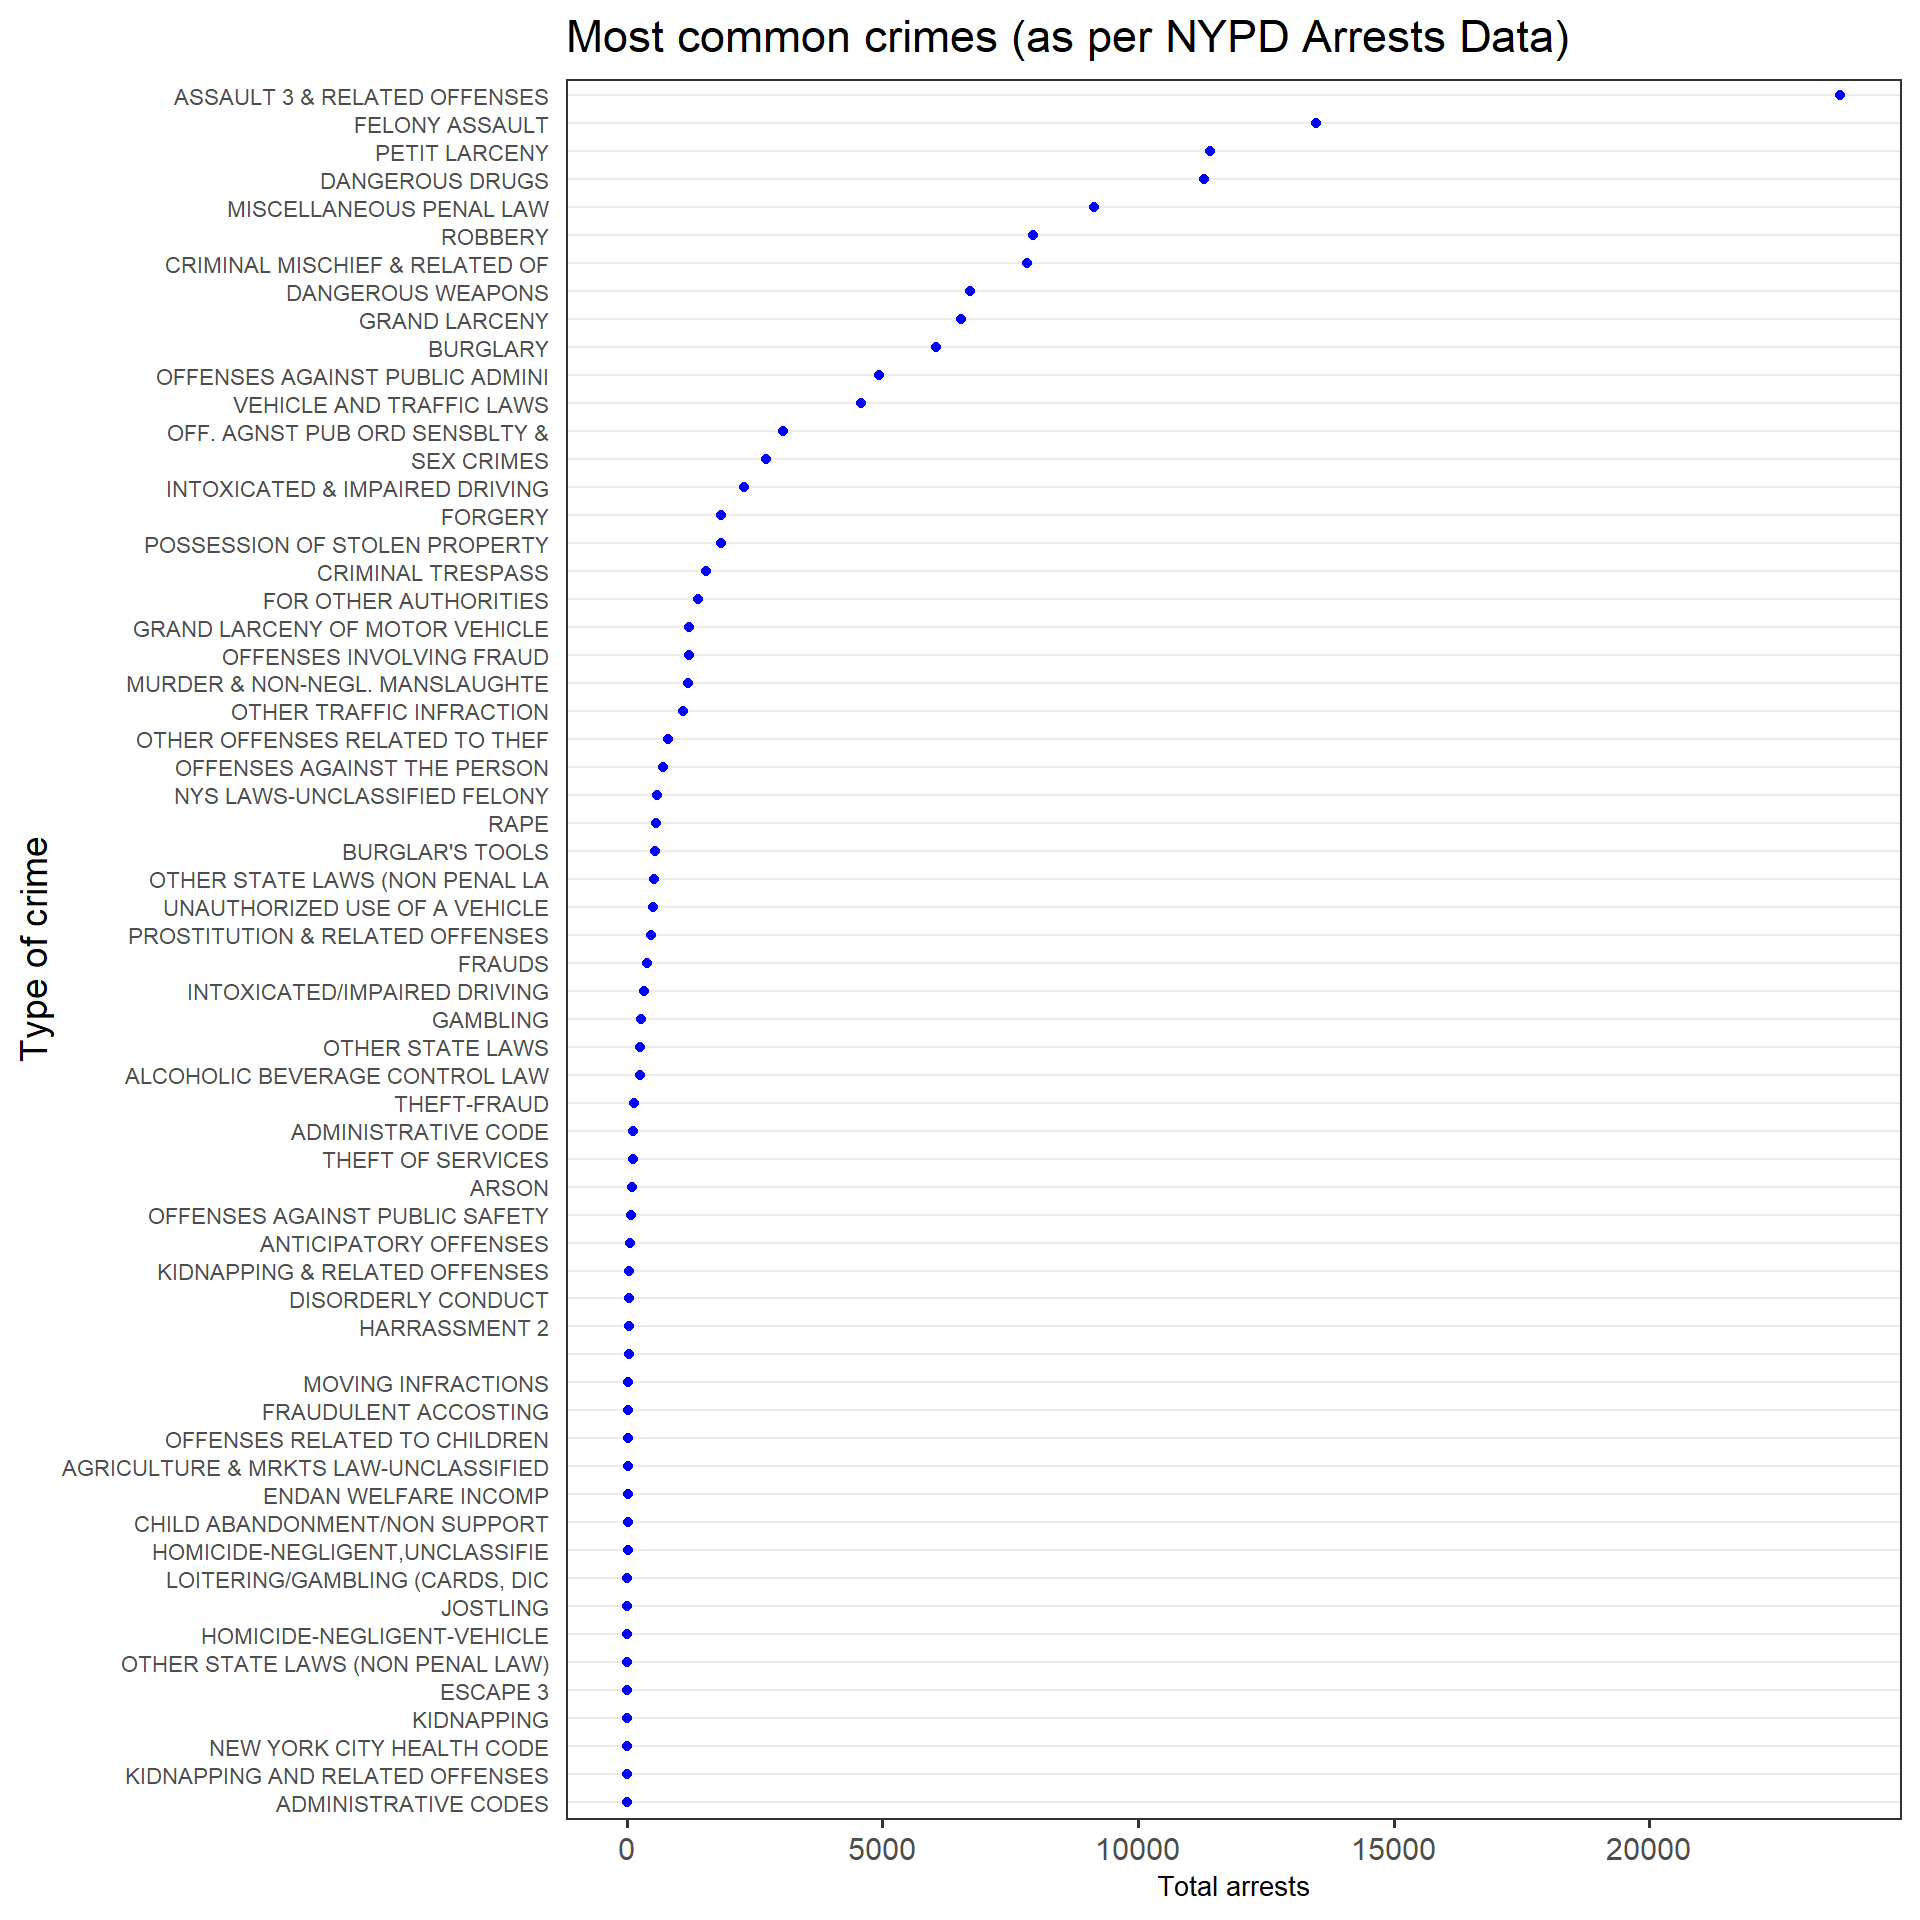 Most common crimes (as per NYPD Arrests Data)
ASSAULT 3 & RELATED OFFENSES
FELONY ASSAULT
PETIT LARCENY
DANGEROUS DRUGS
MISCELLANEOUS PENAL LAW
ROBBERY
CRIMINAL MISCHIEF & RELATED OF
DANGEROUS WEAPONS
GRAND LARCENY
BURGLARY
OFFENSES AGAINST PUBLIC ADMINI
VEHICLE AND TRAFFIC LAWS
OFF. AGNST PUB ORD SENSBLTY &
SEX CRIMES
INTOXICATED & IMPAIRED DRIVING
FORGERY
POSSESSION OF STOLEN PROPERTY
CRIMINAL TRESPASS
FOR OTHER AUTHORITIES
GRAND LARCENY OF MOTOR VEHICLE
OFFENSES INVOLVING FRAUD
MURDER & NON-NEGL. MANSLAUGHTE
OTHER TRAFFIC INFRACTION
OTHER OFFENSES RELATED TO THEF
OFFENSES AGAINST THE PERSON
NYS LAWS-UNCLASSIFIED FELONY
RAPE
BURGLAR'S TOOLS
OTHER STATE LAWS (NON PENAL LA
UNAUTHORIZED USE OF A VEHICLE
PROSTITUTION & RELATED OFFENSES
FRAUDS
INTOXICATED/IMPAIRED DRIVING
GAMBLING
OTHER STATE LAWS
ALCOHOLIC BEVERAGE CONTROL LAW
THEFT-FRAUD
ADMINISTRATIVE CODE
THEFT OF SERVICES
ARSON
OFFENSES AGAINST PUBLIC SAFETY
ANTICIPATORY OFFENSES
KIDNAPPING & RELATED OFFENSES
DISORDERLY CONDUCT
HARRASSMENT 2
MOVING INFRACTIONS
FRAUDULENT ACCOSTING
OFFENSES RELATED TO CHILDREN
AGRICULTURE & MRKTS LAW-UNCLASSIFIED
ENDAN WELFARE INCOMP
CHILD ABANDONMENT/NON SUPPORT
HOMICIDE-NEGLIGENT,UNCLASSIFIE
LOITERING/GAMBLING (CARDS, DIC
JOSTLING
HOMICIDE-NEGLIGENT-VEHICLE
OTHER STATE LAWS (NON PENAL LAW)
ESCAPE 3
KIDNAPPING
NEW YORK CITY HEALTH CODE
KIDNAPPING AND RELATED OFFENSES
ADMINISTRATIVE CODES
Type of crime
0 5000 10000 15000 20000
Total arrests